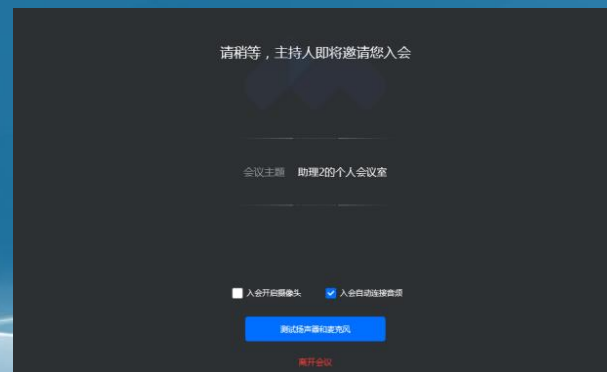 请稍等，主持人即将邀请您入会
会议主题 助理2的个人会议室
入会开启摄像头 入会自动连接音频
测试扬声器和麦克风
离开会议